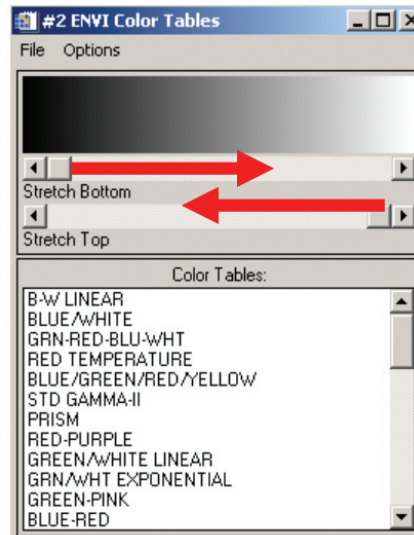 #2 ENVI Color Tables
File Options
Stretch Bottom
Stretch Top
Color Tables:
B-W LINEAR
BLUE/WHITE
GRN-RED-BLU-WHT
RED TEMPERATURE
BLUE/GREEN/RED/YELLOW
STD GAMMA-II
PRISM
RED-PURPLE
GREEN/WHITE LINEAR
GRN/WHT EXPONENTIAL
GREEN-PINK
BLUE-RED